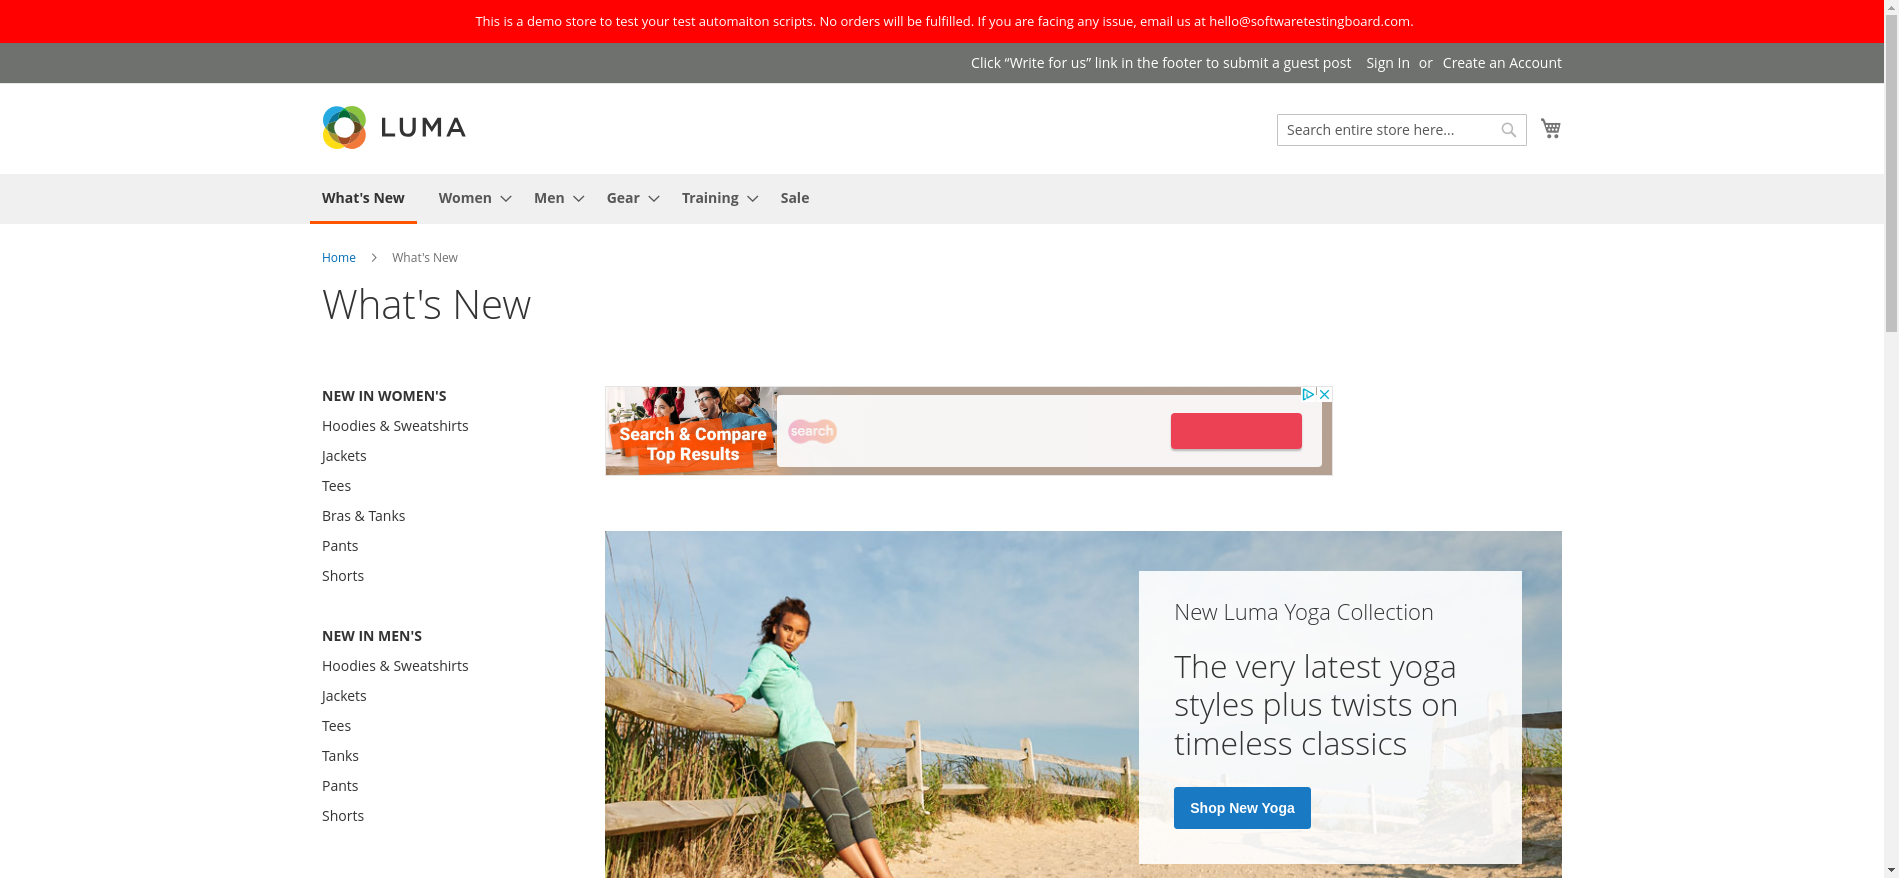 This is a demo store to test your test automaiton scripts. No orders will be fulfilled. If you are facing any issue, email us at hello@softwaretestingboard.com.
Click “Write for us” link in the footer to submit a guest post Sign In or Create an Account
LUMA
Search entire store here...
What's New Women Men Gear Training Sale
Home What's New
What's New
NEW IN WOMEN'S
Hoodies & Sweatshirts
Jackets
Tees
Bras & Tanks
Pants
Shorts
NEW IN MEN'S
Hoodies & Sweatshirts
Jackets
Tees
Tanks
Pants
Shorts
Search & Compare
Top Results
search
New Luma Yoga Collection
The very latest yoga
styles plus twists on
timeless classics
Shop New Yoga